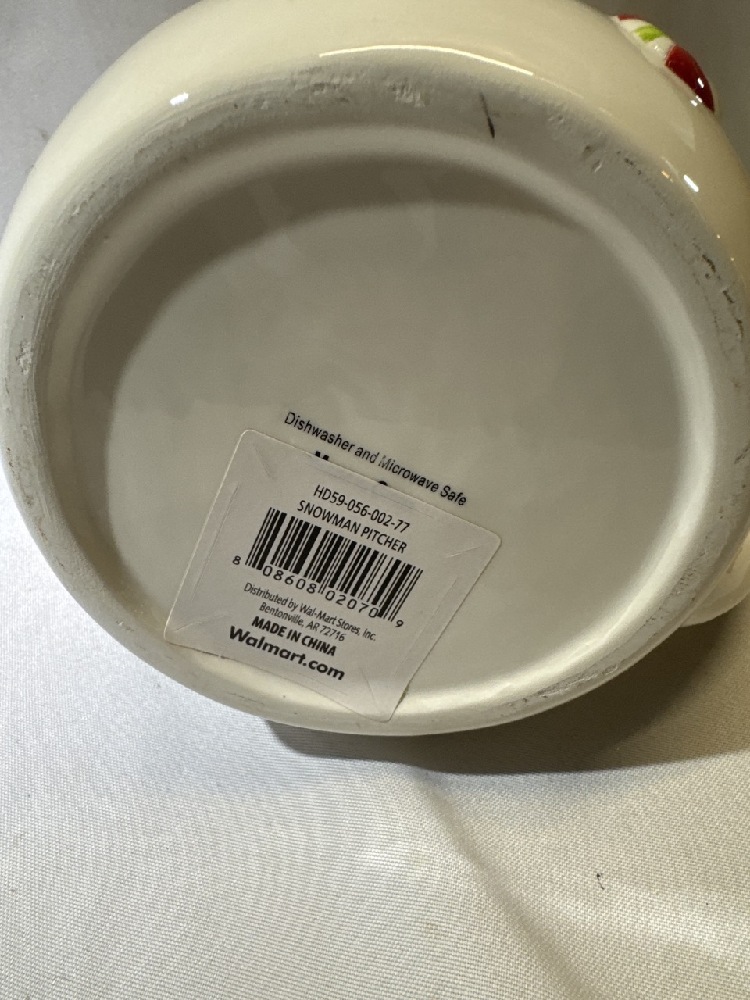 Dishwasher and Microwave Safe
HD59-056-002-77
SNOWMAN PITCHER
8 08608 02070 9
Distributed by Wal-Mart Stores, Inc.
Bentonville, AR 72716
MADE IN CHINA
Walmart.com